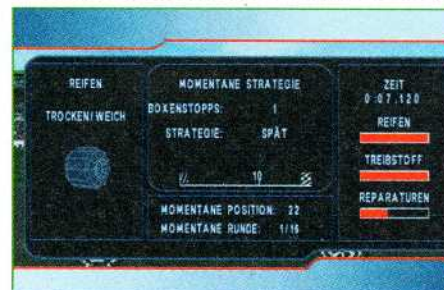 REIFEN
TROCKEN/WEICH
MOMENTANE STRATEGIE
BOXENSTOPPS: 1
STRATEGIE: SPÄT
10
MOMENTANE POSITION: 22
MOMENTANE RUNDE: 1/16
ZEIT
0:07.120
REIFEN
TREIBSTOFF
REPARATUREN